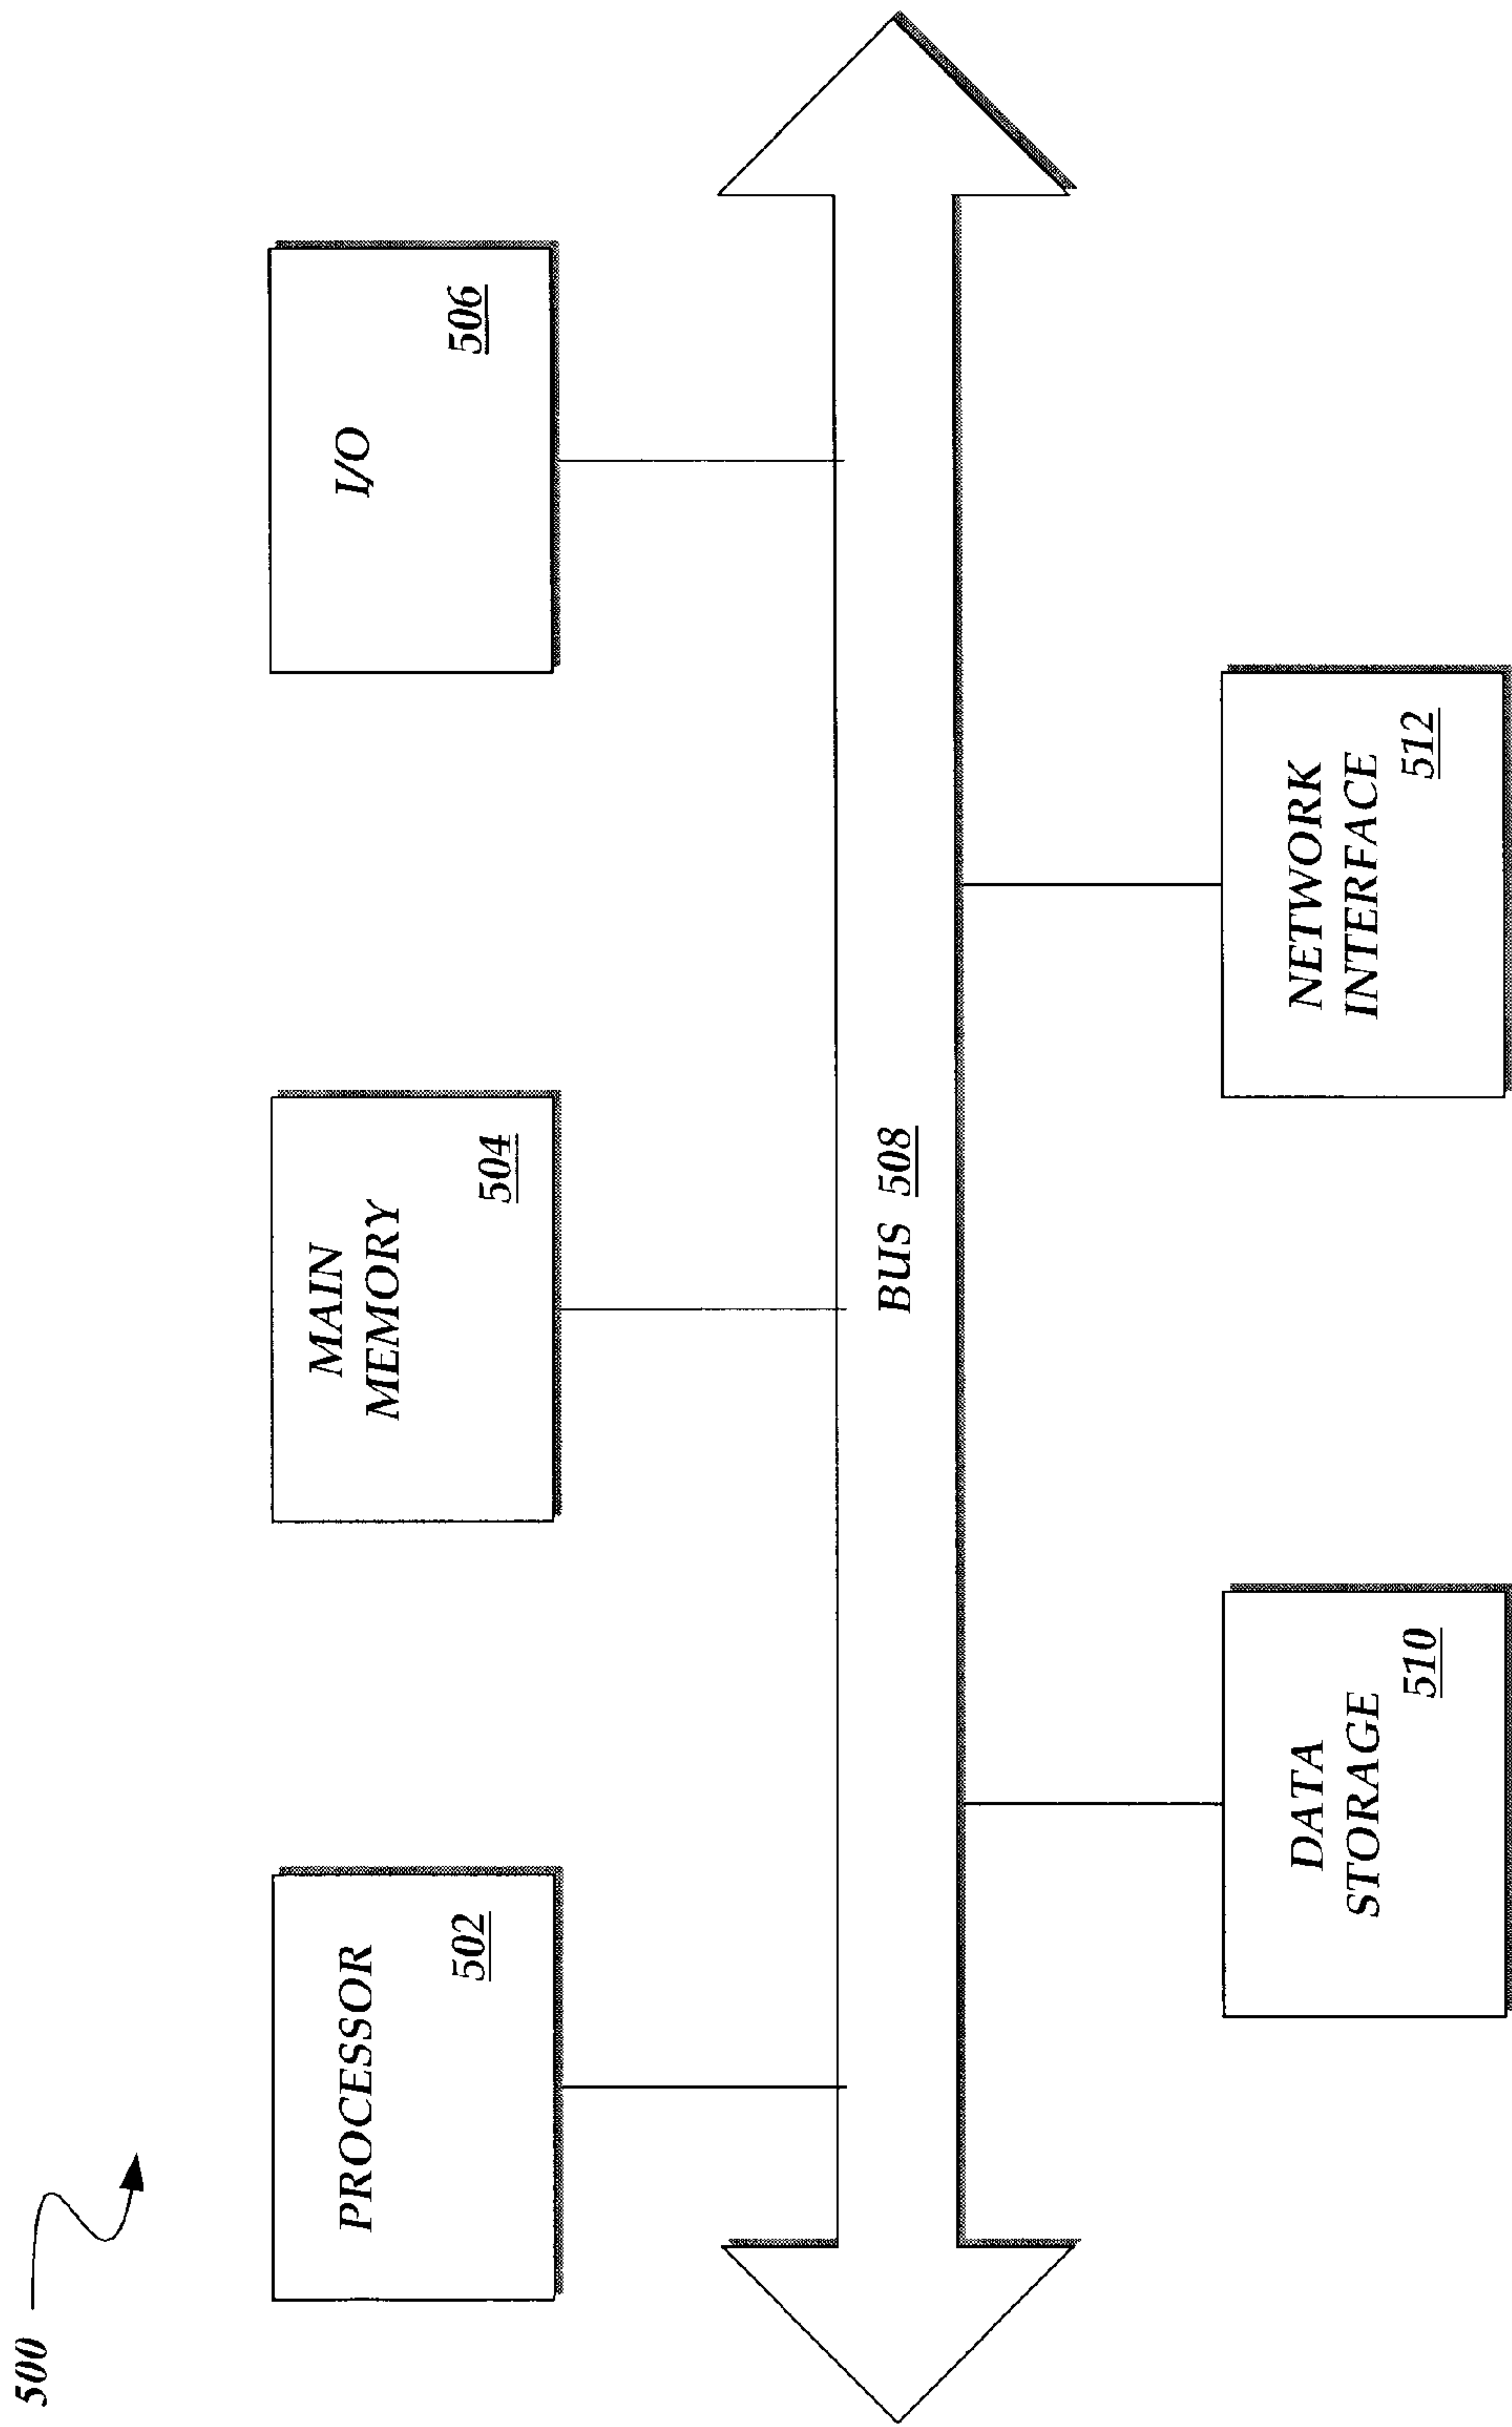 500
PROCESSOR
502
MAIN
MEMORY
504
I/O
506
BUS 508
DATA
STORAGE
510
NETWORK
INTERFACE
512